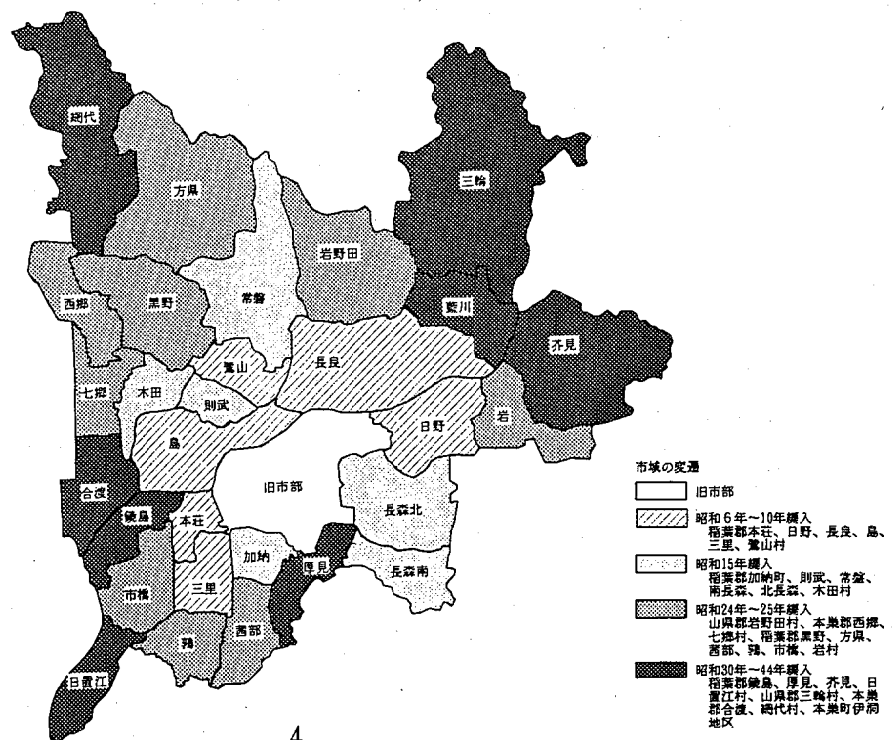 網代
方県
三輪
岩野田
西郷
黒野
常磐
藍川
芥見
鷺山
長良
七郷
木田
則武
岩
島
日野
旧市部
合渡
長森北
鏡島
本荘
加納
厚見
長森南
市橋
三里
鶉
茜部
日置江
市域の変遷
旧市部
昭和6年～10年編入
稲葉郡本荘、日野、長良、島、
三里、鷺山村
昭和15年編入
稲葉郡加納町、則武、常盤、
南長森、北長森、木田村
昭和24年～25年編入
山県郡岩野田村、本巣郡西郷、
七郷村、稲葉郡黒野、方県、
茜部、鶉、市橋、岩村
昭和30年～44年編入
稲葉郡鏡島、厚見、芥見、日
置江村、山県郡三輪村、本巣
郡合渡、網代村、本巣町伊洞
地区
4